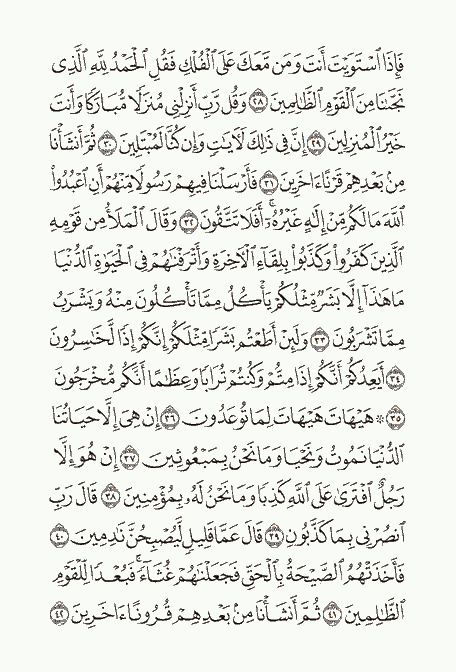 فَإِذَا ٱسْتَوَيْتَ أَنتَ وَمَن مَّعَكَ عَلَى ٱلْفُلْكِ فَقُلِ ٱلْحَمْدُ لِلَّهِ ٱلَّذِى
نَجَّىٰنَا مِنَ ٱلْقَوْمِ ٱلظَّٰلِمِينَ ٢٨ وَقُل رَّبِّ أَنزِلْنِى مُنزَلًا مُّبَارَكًا وَأَنتَ
خَيْرُ ٱلْمُنزِلِينَ ٢٩ إِنَّ فِى ذَٰلِكَ لَءَايَٰتٍ وَإِن كُنَّا لَمُبْتَلِينَ ٣٠ ثُمَّ أَنشَأْنَا
مِنۢ بَعْدِهِمْ قَرْنًا ءَاخَرِينَ ٣١ فَأَرْسَلْنَا فِيهِمْ رَسُولًا مِّنْهُمْ أَنِ ٱعْبُدُوا۟
ٱللَّهَ مَا لَكُم مِّنْ إِلَٰهٍ غَيْرُهُۥٓ ۚ أَفَلَا تَتَّقُونَ ٣٢ وَقَالَ ٱلْمَلَأُ مِن قَوْمِهِ
ٱلَّذِينَ كَفَرُوا۟ وَكَذَّبُوا۟ بِلِقَآءِ ٱلْءَاخِرَةِ وَأَتْرَفْنَٰهُمْ فِى ٱلْحَيَوٰةِ ٱلدُّنْيَا
مَا هَٰذَآ إِلَّا بَشَرٌ مِّثْلُكُمْ يَأْكُلُ مِمَّا تَأْكُلُونَ مِنْهُ وَيَشْرَبُ
مِمَّا تَشْرَبُونَ ٣٣ وَلَئِنْ أَطَعْتُم بَشَرًا مِّثْلَكُمْ إِنَّكُمْ إِذًا لَّخَٰسِرُونَ
٣٤ أَيَعِدُكُمْ أَنَّكُمْ إِذَا مِتُّمْ وَكُنتُمْ تُرَابًا وَعِظَٰمًا أَنَّكُم مُّخْرَجُونَ
٣٥ ۞ هَيْهَاتَ هَيْهَاتَ لِمَا تُوعَدُونَ ٣٦ إِنْ هِىَ إِلَّا حَيَاتُنَا
ٱلدُّنْيَا نَمُوتُ وَنَحْيَا وَمَا نَحْنُ بِمَبْعُوثِينَ ٣٧ إِنْ هُوَ إِلَّا
رَجُلٌ ٱفْتَرَىٰ عَلَى ٱللَّهِ كَذِبًا وَمَا نَحْنُ لَهُۥ بِمُؤْمِنِينَ ٣٨ قَالَ رَبِّ
ٱنصُرْنِى بِمَا كَذَّبُونِ ٣٩ قَالَ عَمَّا قَلِيلٍ لَّيُصْبِحُنَّ نَٰدِمِينَ ٤٠
فَأَخَذَتْهُمُ ٱلصَّيْحَةُ بِٱلْحَقِّ فَجَعَلْنَٰهُمْ غُثَآءً ۚ فَبُعْدًا لِّلْقَوْمِ
ٱلظَّٰلِمِينَ ٤١ ثُمَّ أَنشَأْنَا مِنۢ بَعْدِهِمْ قُرُونًا ءَاخَرِينَ ٤٢